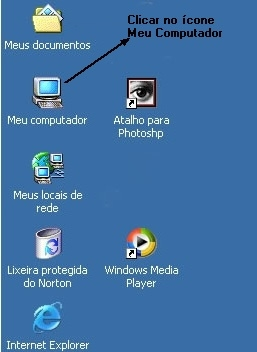 Clicar no ícone
Meu Computador
Meus documentos
Meu computador
Atalho para
Photoshp
Meus locais de
rede
Lixeira protegida
do Norton
Windows Media
Player
Internet Explorer